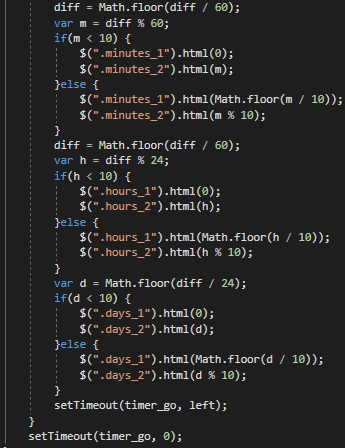 diff = Math.floor(diff / 60);
var m = diff % 60;
if(m < 10) {
$(".minutes_1").html(0);
$(".minutes_2").html(m);
}else {
$(".minutes_1").html(Math.floor(m / 10));
$(".minutes_2").html(m % 10);
}
diff = Math.floor(diff / 60);
var h = diff % 24;
if(h < 10) {
$(".hours_1").html(0);
$(".hours_2").html(h);
}else {
$(".hours_1").html(Math.floor(h / 10));
$(".hours_2").html(h % 10);
}
var d = Math.floor(diff / 24);
if(d < 10) {
$(".days_1").html(0);
$(".days_2").html(d);
}else {
$(".days_1").html(Math.floor(d / 10));
$(".days_2").html(d % 10);
}
setTimeout(timer_go, left);
}
setTimeout(timer_go, 0);